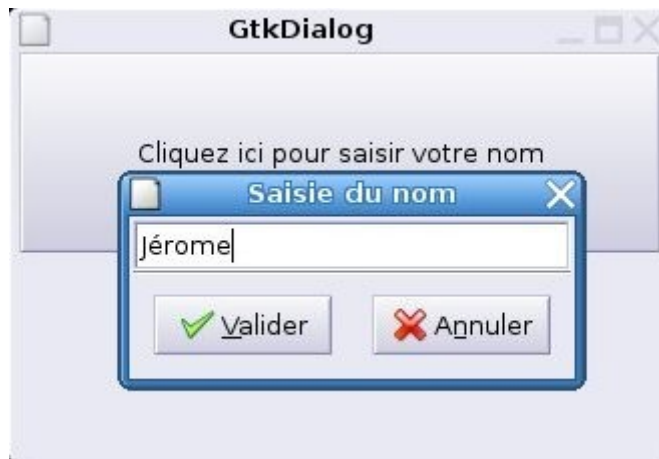 GtkDialog
Cliquez ici pour saisir votre nom
Saisie du nom
Jérome
Valider
Annuler